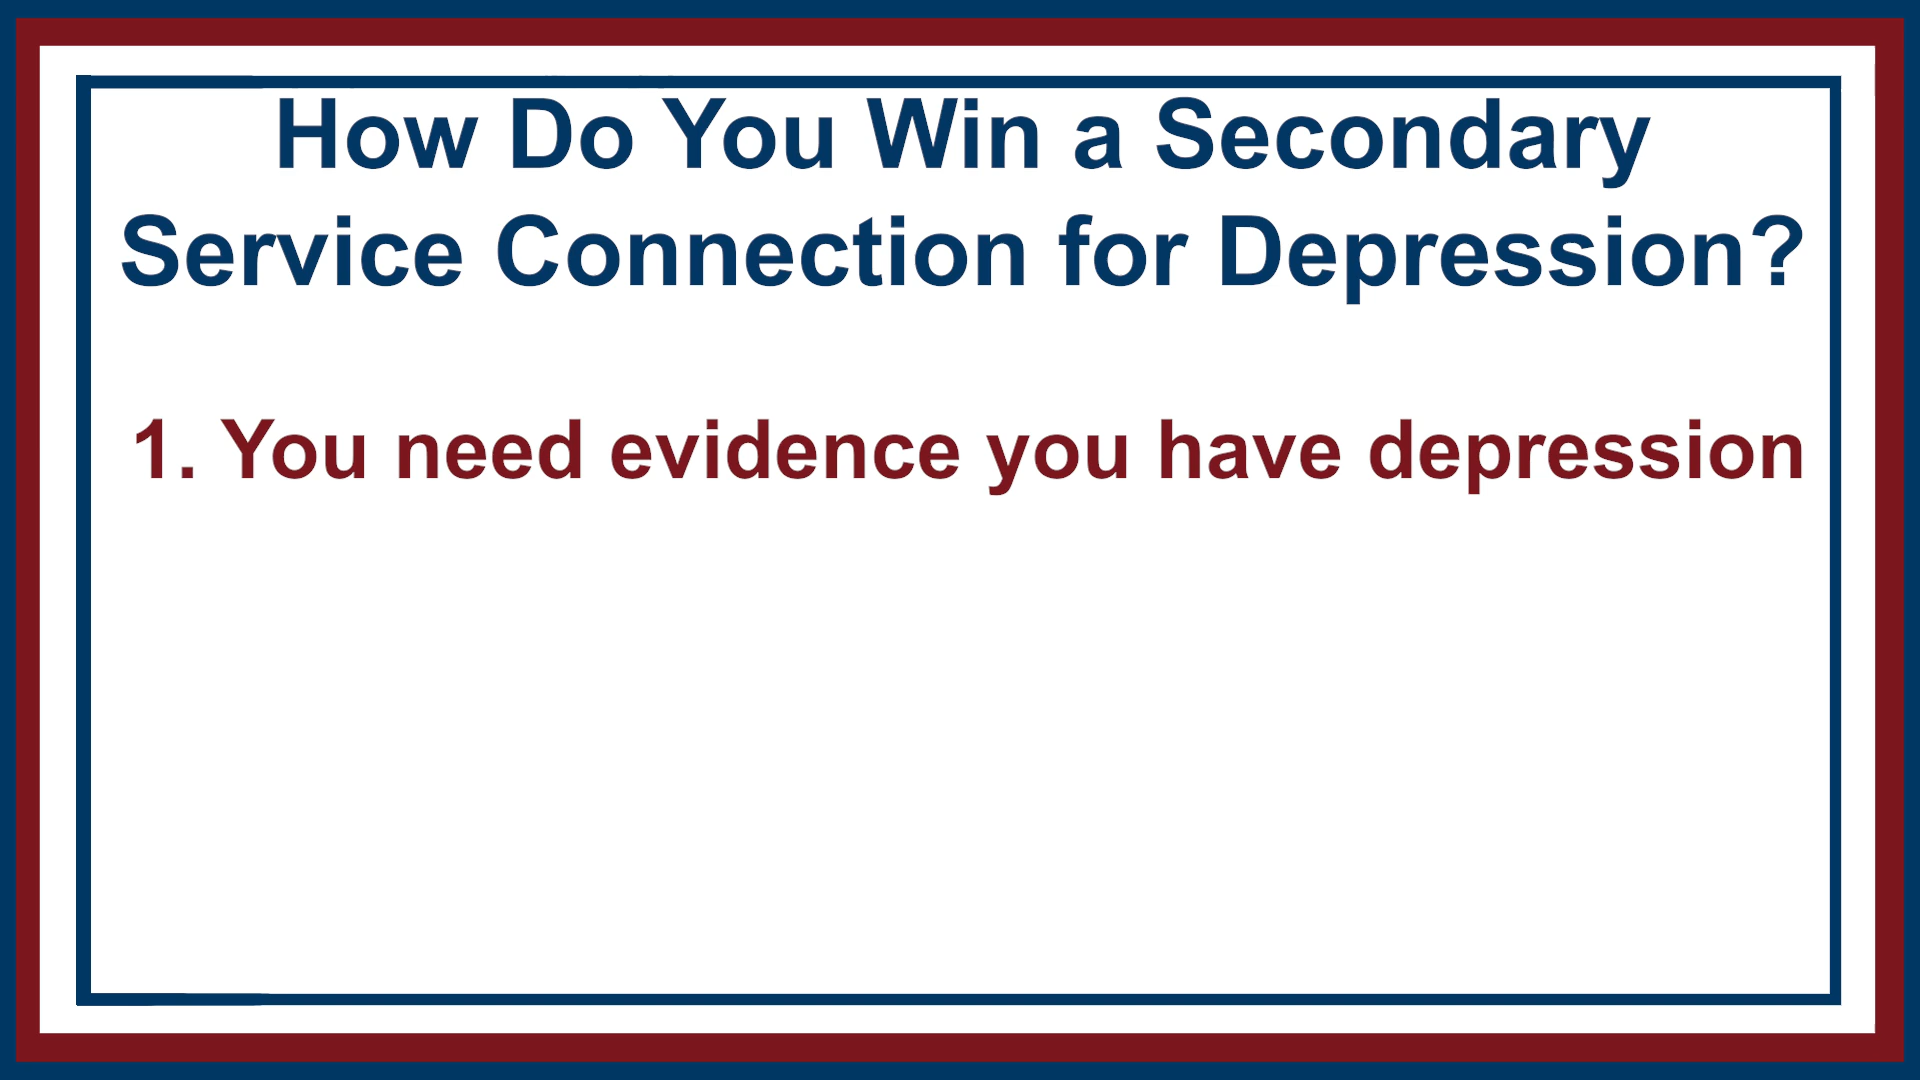 How Do You Win a Secondary
Service Connection for Depression?
1. You need evidence you have depression